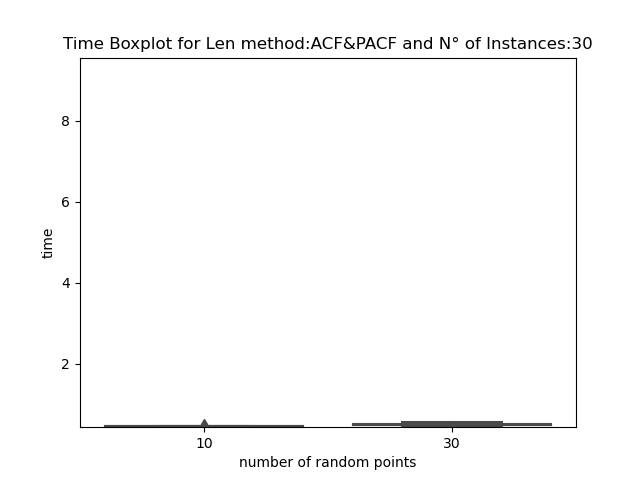 Time Boxplot for Len method:ACF&PACF and N° of Instances:30
8
6
4
2
time
10 30
number of random points